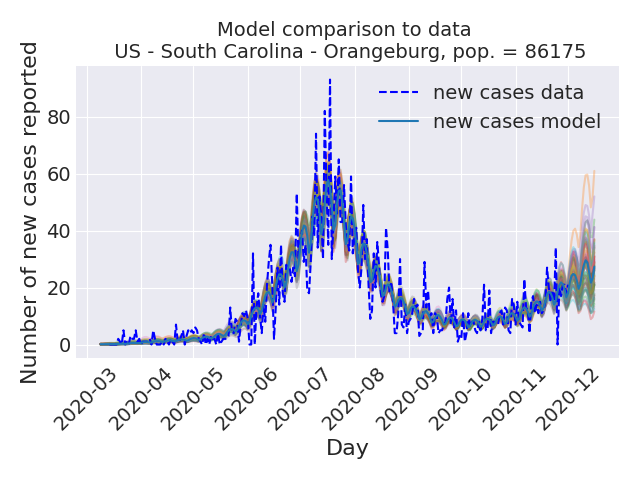 Model comparison to data
US - South Carolina - Orangeburg, pop. = 86175
Number of new cases reported
80
60
40
20
0
new cases data
new cases model
2020-03
2020-04
2020-05
2020-06
2020-07
2020-08
2020-09
2020-10
2020-11
2020-12
Day